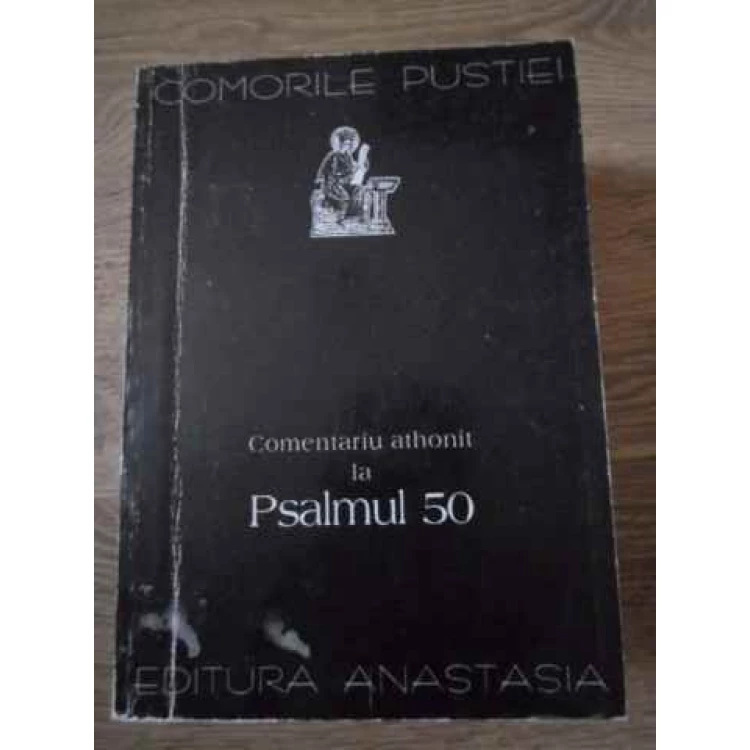 COMORILE PUSTIEI
Comentariu athonit
la
Psalmul 50
EDITURA ANASTASIA